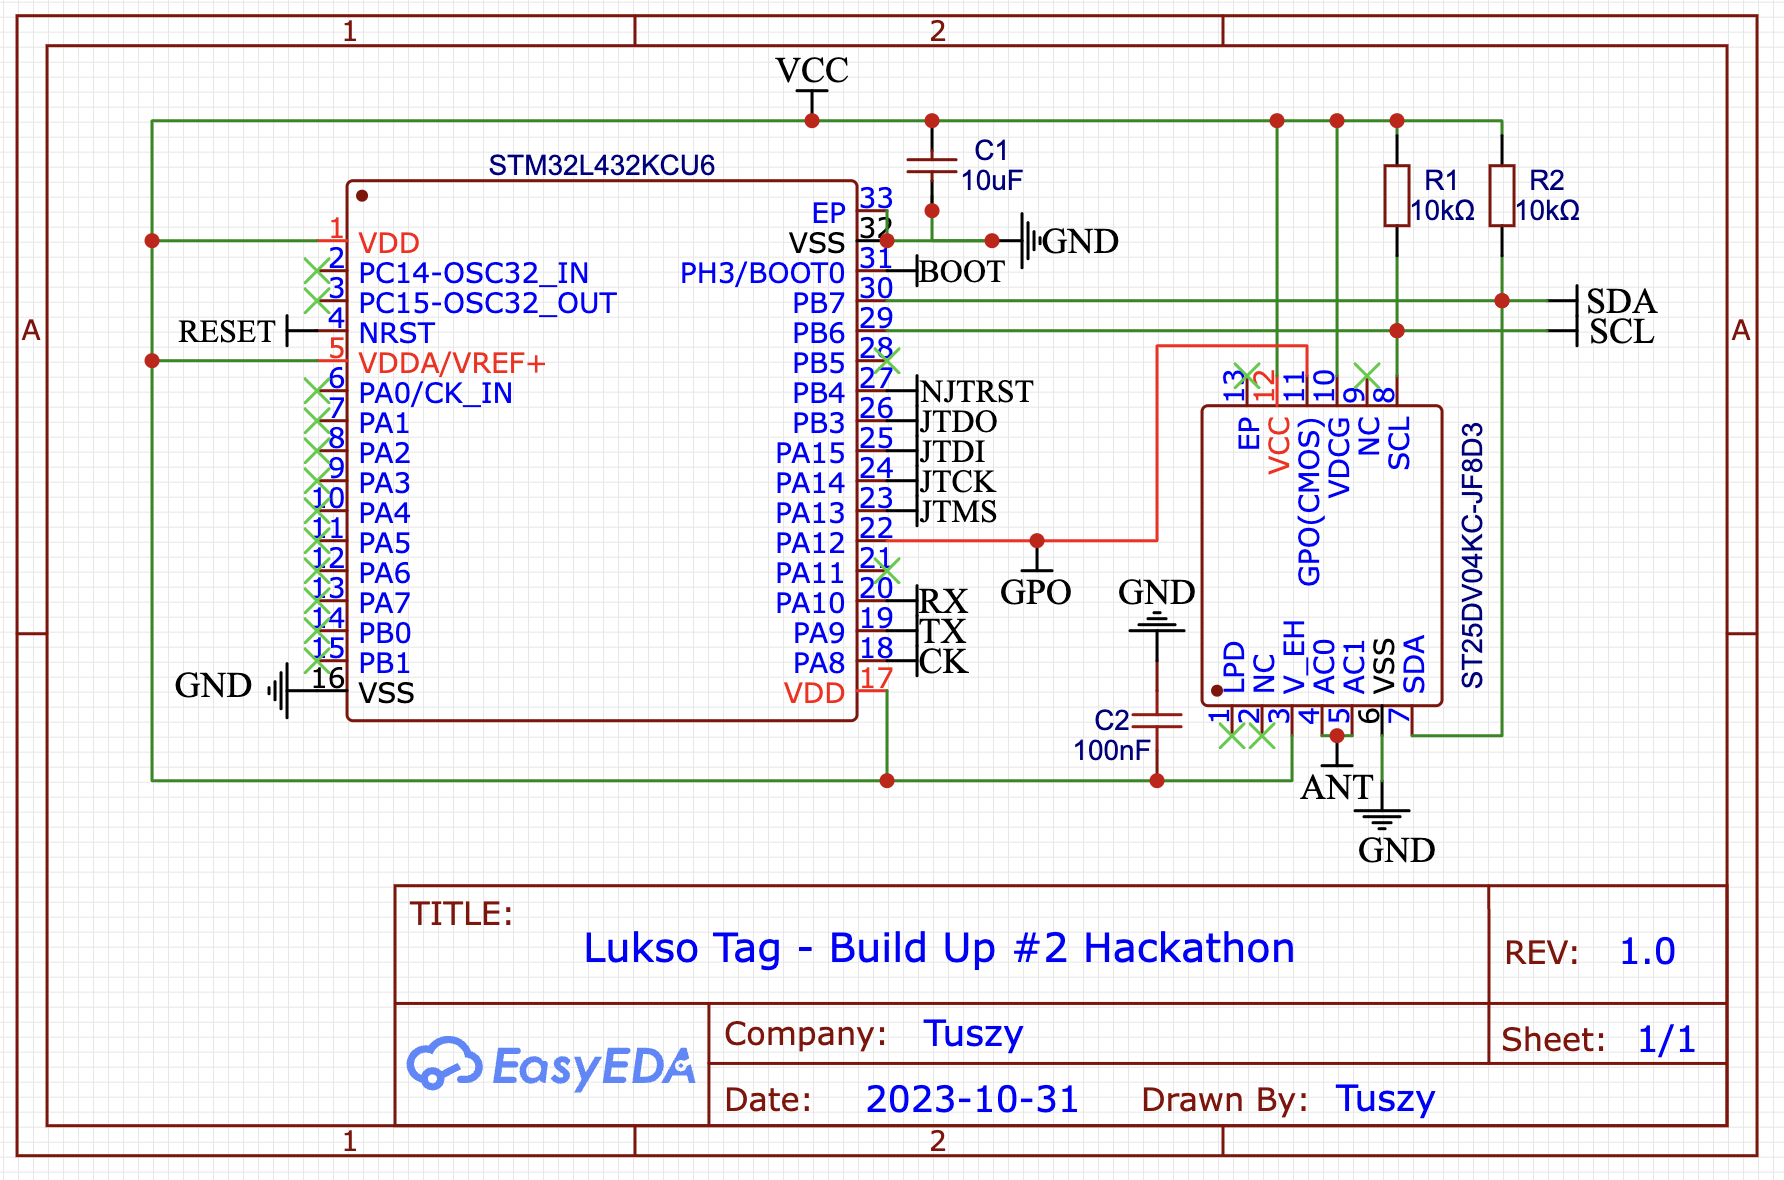 1 2
VCC
A A
STM32L432KCU6
C1
10uF
R1
10kΩ
R2
10kΩ
1 VDD
2 PC14-OSC32_IN
3 PC15-OSC32_OUT
RESET 4 NRST
5 VDDA/VREF+
6 PA0/CK_IN
7 PA1
8 PA2
9 PA3
10 PA4
11 PA5
12 PA6
13 PA7
14 PB0
15 PB1
GND 16 VSS
EP 33
VSS 32 GND
PH3/BOOT0 31 BOOT
PB7 30 SDA
PB6 29 SCL
PB5 28
PB4 27 NJTRST
PB3 26 JTDO
PA15 25 JTDI
PA14 24 JTCK
PA13 23 JTMS
PA12 22
GPO
PA11 21
PA10 20 RX
PA9 19 TX
PA8 18 CK
VDD 17
GND
C2
100nF
13 12 11 10 9 8
EP VCC GPO(CMOS) VDCG NC SCL
ST25DV04KC-JF8D3
LPD NC V_EH AC0 AC1 VSS SDA
1 2 3 4 5 6 7
ANT
GND
TITLE:
Lukso Tag - Build Up #2 Hackathon
REV: 1.0
EasyEDA
Company: Tuszy
Sheet: 1/1
Date: 2023-10-31 Drawn By: Tuszy
1 2